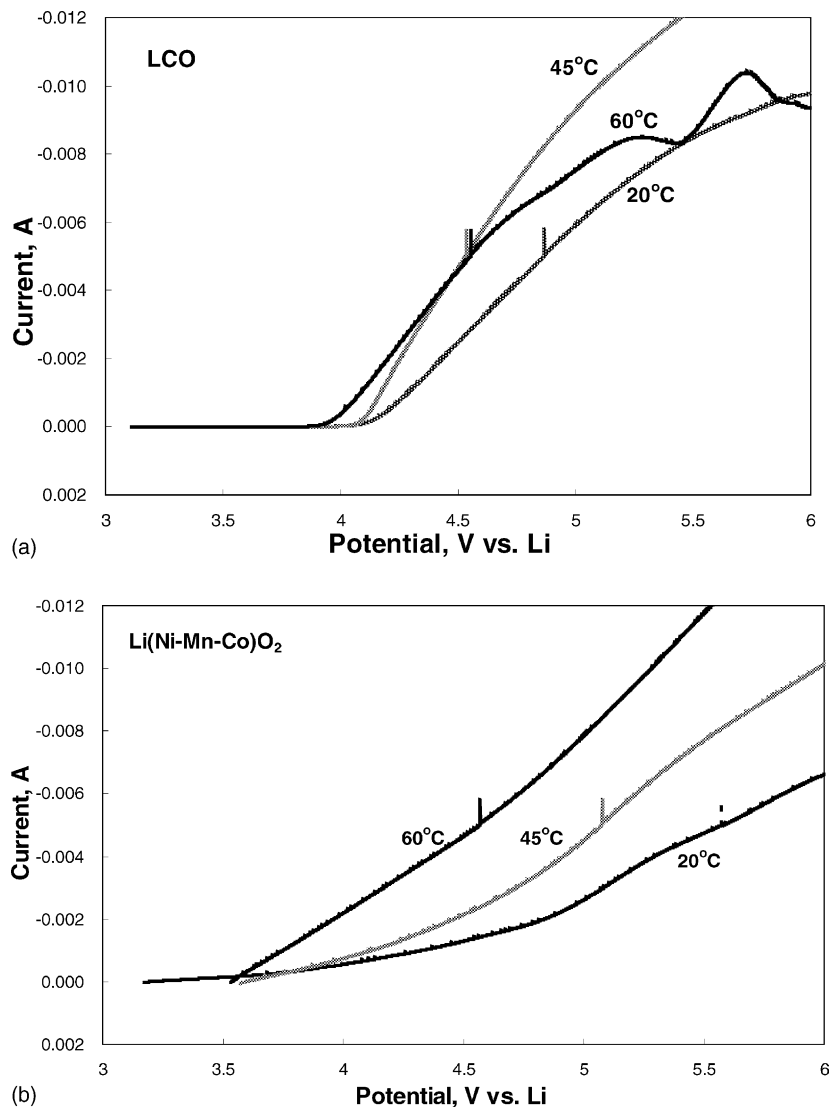 -0.012
LCO
45°C
-0.010
60°C
-0.008
20°C
-0.006
-0.004
-0.002
0.000
0.002
3 3.5 4 4.5 5 5.5 6
Current, A
(a) Potential, V vs. Li
-0.012
Li(Ni-Mn-Co)O₂
-0.010
-0.008
-0.006
60°C 45°C
20°C
-0.004
-0.002
0.000
0.002
3 3.5 4 4.5 5 5.5 6
Current, A
(b) Potential, V vs. Li